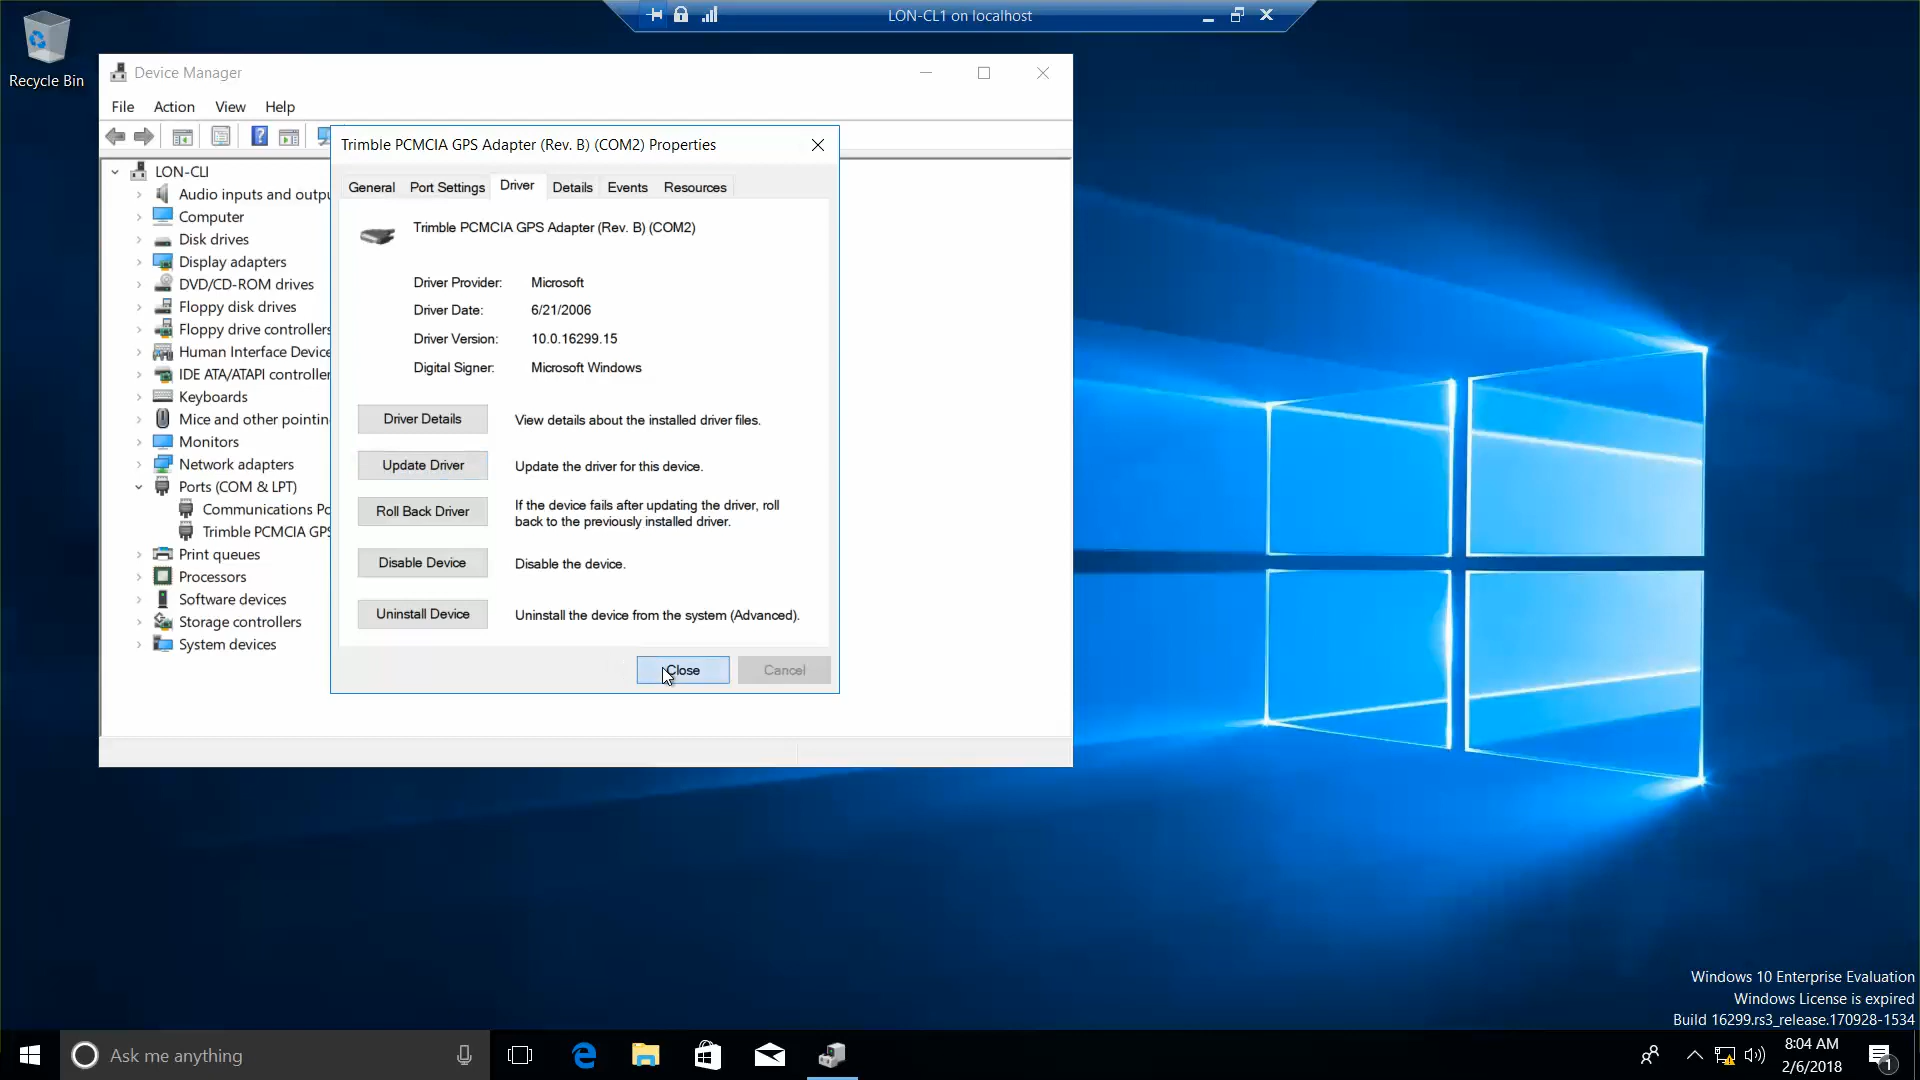 LON-CL1 on localhost
Recycle Bin
Device Manager
File Action View Help
Trimble PCMCIA GPS Adapter (Rev. B) (COM2) Properties
General Port Settings Driver Details Events Resources
LON-CLI
Audio inputs and outpu
Computer
Disk drives
Display adapters
DVD/CD-ROM drives
Floppy disk drives
Floppy drive controllers
Human Interface Device
IDE ATA/ATAPI controller
Keyboards
Mice and other pointin
Monitors
Network adapters
Ports (COM & LPT)
Communications Po
Trimble PCMCIA GPS
Print queues
Processors
Software devices
Storage controllers
System devices
Trimble PCMCIA GPS Adapter (Rev. B) (COM2)
Driver Provider: Microsoft
Driver Date: 6/21/2006
Driver Version: 10.0.16299.15
Digital Signer: Microsoft Windows
Driver Details View details about the installed driver files.
Update Driver Update the driver for this device.
Roll Back Driver If the device fails after updating the driver, roll
back to the previously installed driver.
Disable Device Disable the device.
Uninstall Device Uninstall the device from the system (Advanced).
Close Cancel
Windows 10 Enterprise Evaluation
Windows License is expired
Build 16299.rs3_release.170928-1534
Ask me anything
8:04 AM
2/6/2018
1